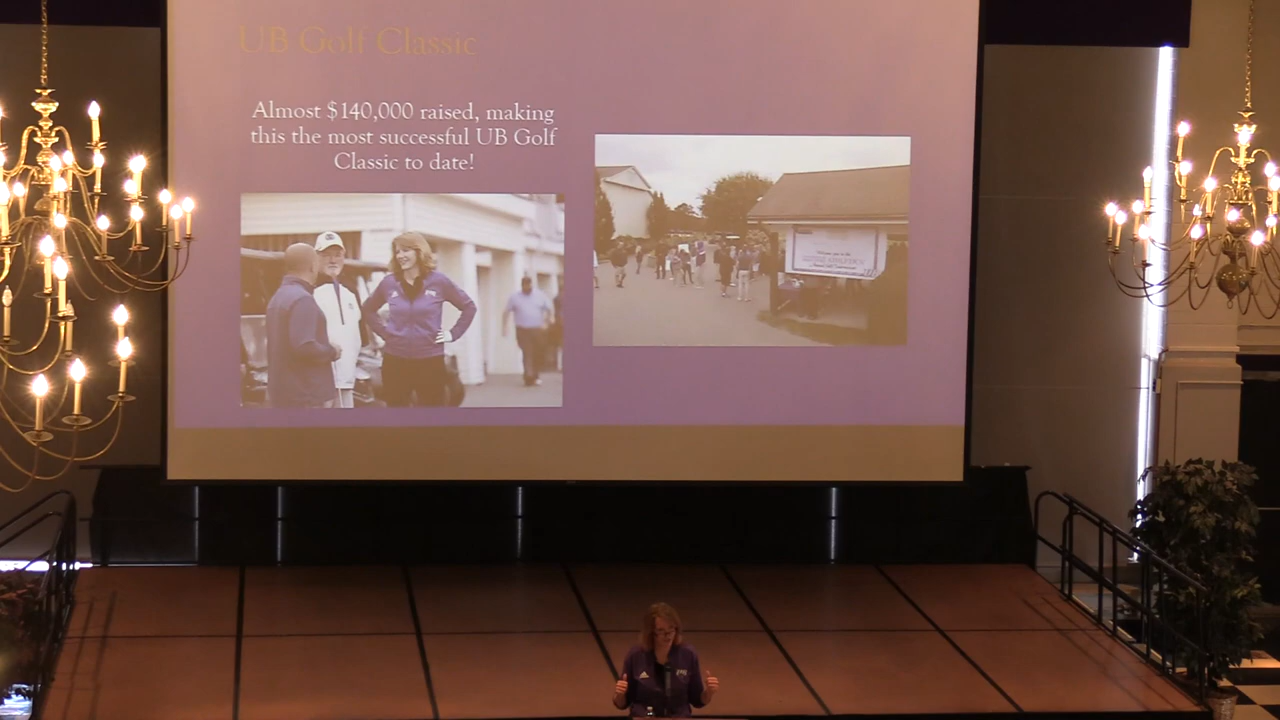 UB Golf Classic
Almost $140,000 raised, making
this the most successful UB Golf
Classic to date!